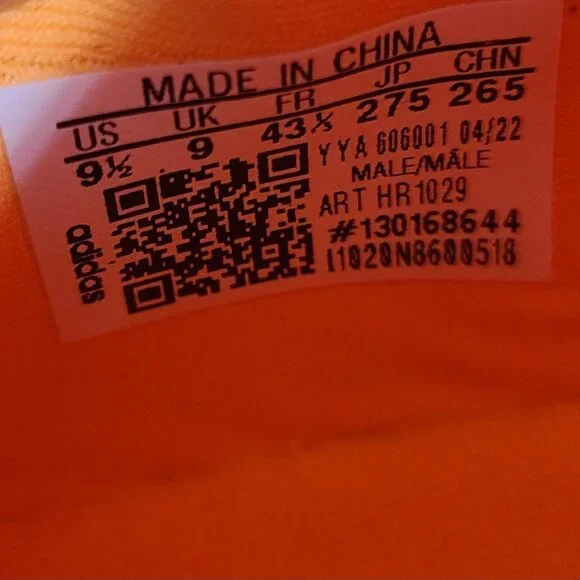 MADE IN CHINA
US UK FR JP CHN
9½ 9 43⅓ 275 265
YYA 606001 04/22
MALE/MÂLE
ART HR1029
#130168644
I1020N8600518
adidas